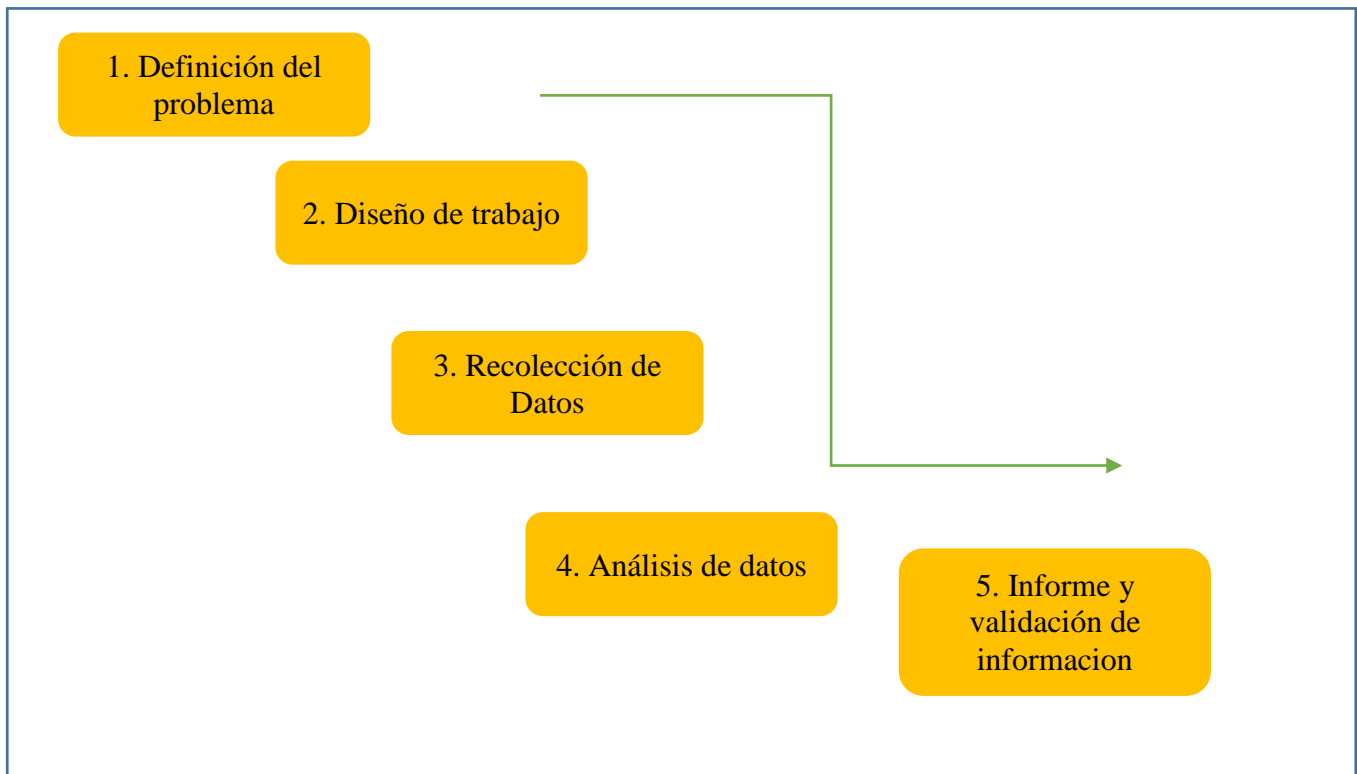 1. Definición del
problema
2. Diseño de trabajo
3. Recolección de
Datos
4. Análisis de datos
5. Informe y
validación de
informacion